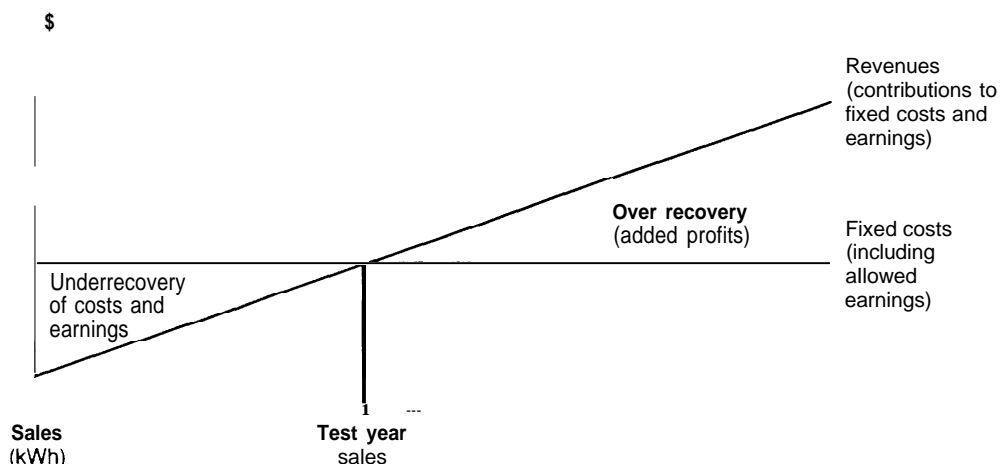 $
Revenues
(contributions to
fixed costs and
earnings)
Over recovery
(added profits)
Fixed costs
(including
allowed
earnings)
Underrecovery
of costs and
earnings
1 ---
Sales
(kWh)
Test year
sales